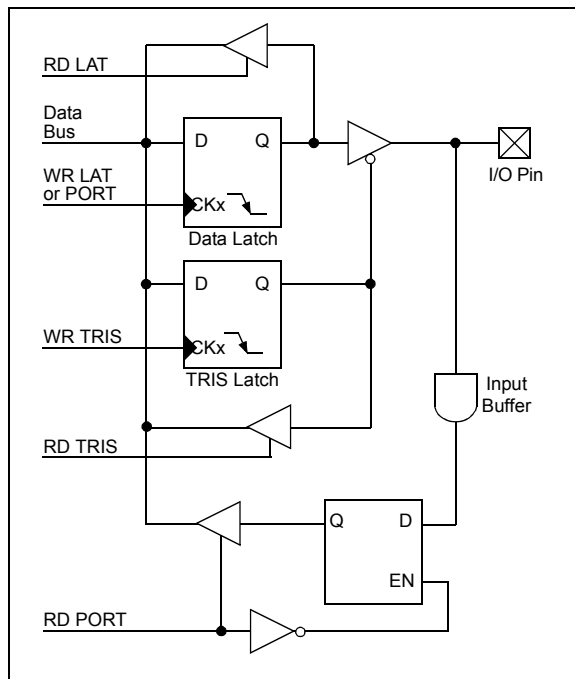 RD LAT
Data
Bus
D Q
WR LAT
or PORT
CKx
I/O Pin
Data Latch
D Q
WR TRIS
CKx
TRIS Latch
Input
Buffer
RD TRIS
Q D
EN
RD PORT